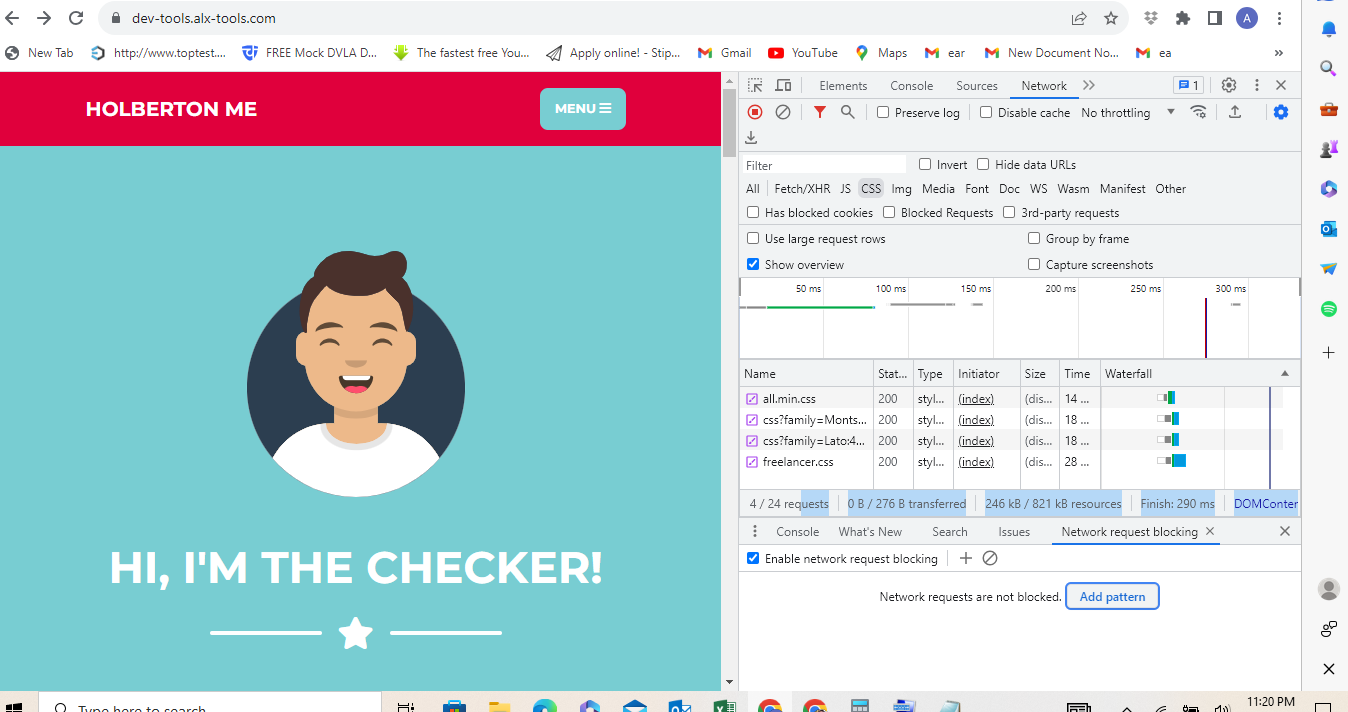 dev-tools.alx-tools.com
A
New Tab
http://www.toptest....
FREE Mock DVLA D...
The fastest free You...
Apply online! - Stip...
Gmail
YouTube
Maps
ear
New Document No...
ea
»
HOLBERTON ME
MENU
HI, I'M THE CHECKER!
Elements
Console
Sources
Network
1
Preserve log
Disable cache
No throttling
Filter
Invert
Hide data URLs
All
Fetch/XHR
JS
CSS
Img
Media
Font
Doc
WS
Wasm
Manifest
Other
Has blocked cookies
Blocked Requests
3rd-party requests
Use large request rows
Group by frame
Show overview
Capture screenshots
50 ms
100 ms
150 ms
200 ms
250 ms
300 ms
Name Stat... Type Initiator Size Time Waterfall
all.min.css 200 styl... (index) (dis... 14 ...
css?family=Monts... 200 styl... (index) (dis... 18 ...
css?family=Lato:4... 200 styl... (index) (dis... 18 ...
freelancer.css 200 styl... (index) (dis... 28 ...
4 / 24 requests
0 B / 276 B transferred
246 kB / 821 kB resources
Finish: 290 ms
DOMConten
Console
What's New
Search
Issues
Network request blocking
Enable network request blocking
Network requests are not blocked.
Add pattern
Type here to search
11:20 PM